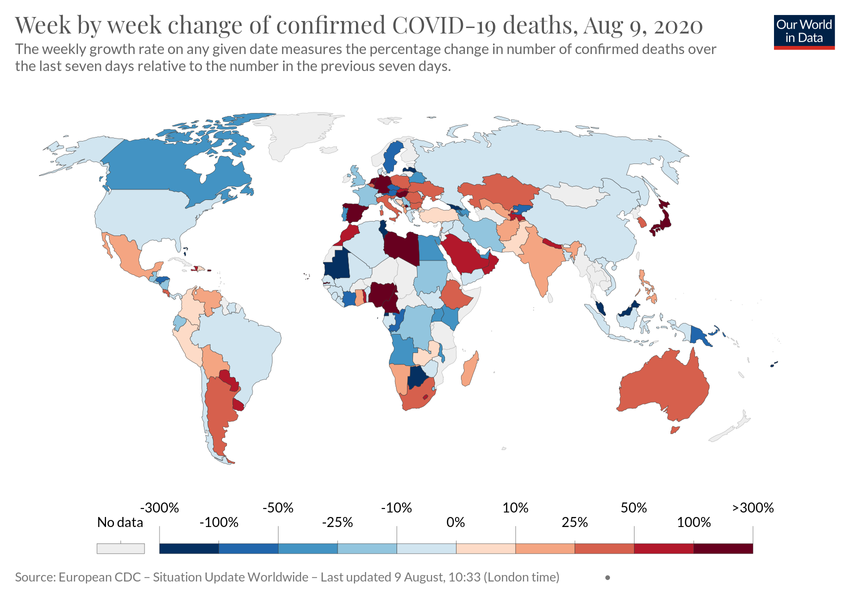 Week by week change of confirmed COVID-19 deaths, Aug 9, 2020
Our World
in Data
The weekly growth rate on any given date measures the percentage change in number of confirmed deaths over
the last seven days relative to the number in the previous seven days.
-300% -50% -10% 10% 50% >300%
No data -100% -25% 0% 25% 100%
Source: European CDC – Situation Update Worldwide – Last updated 9 August, 10:33 (London time) •